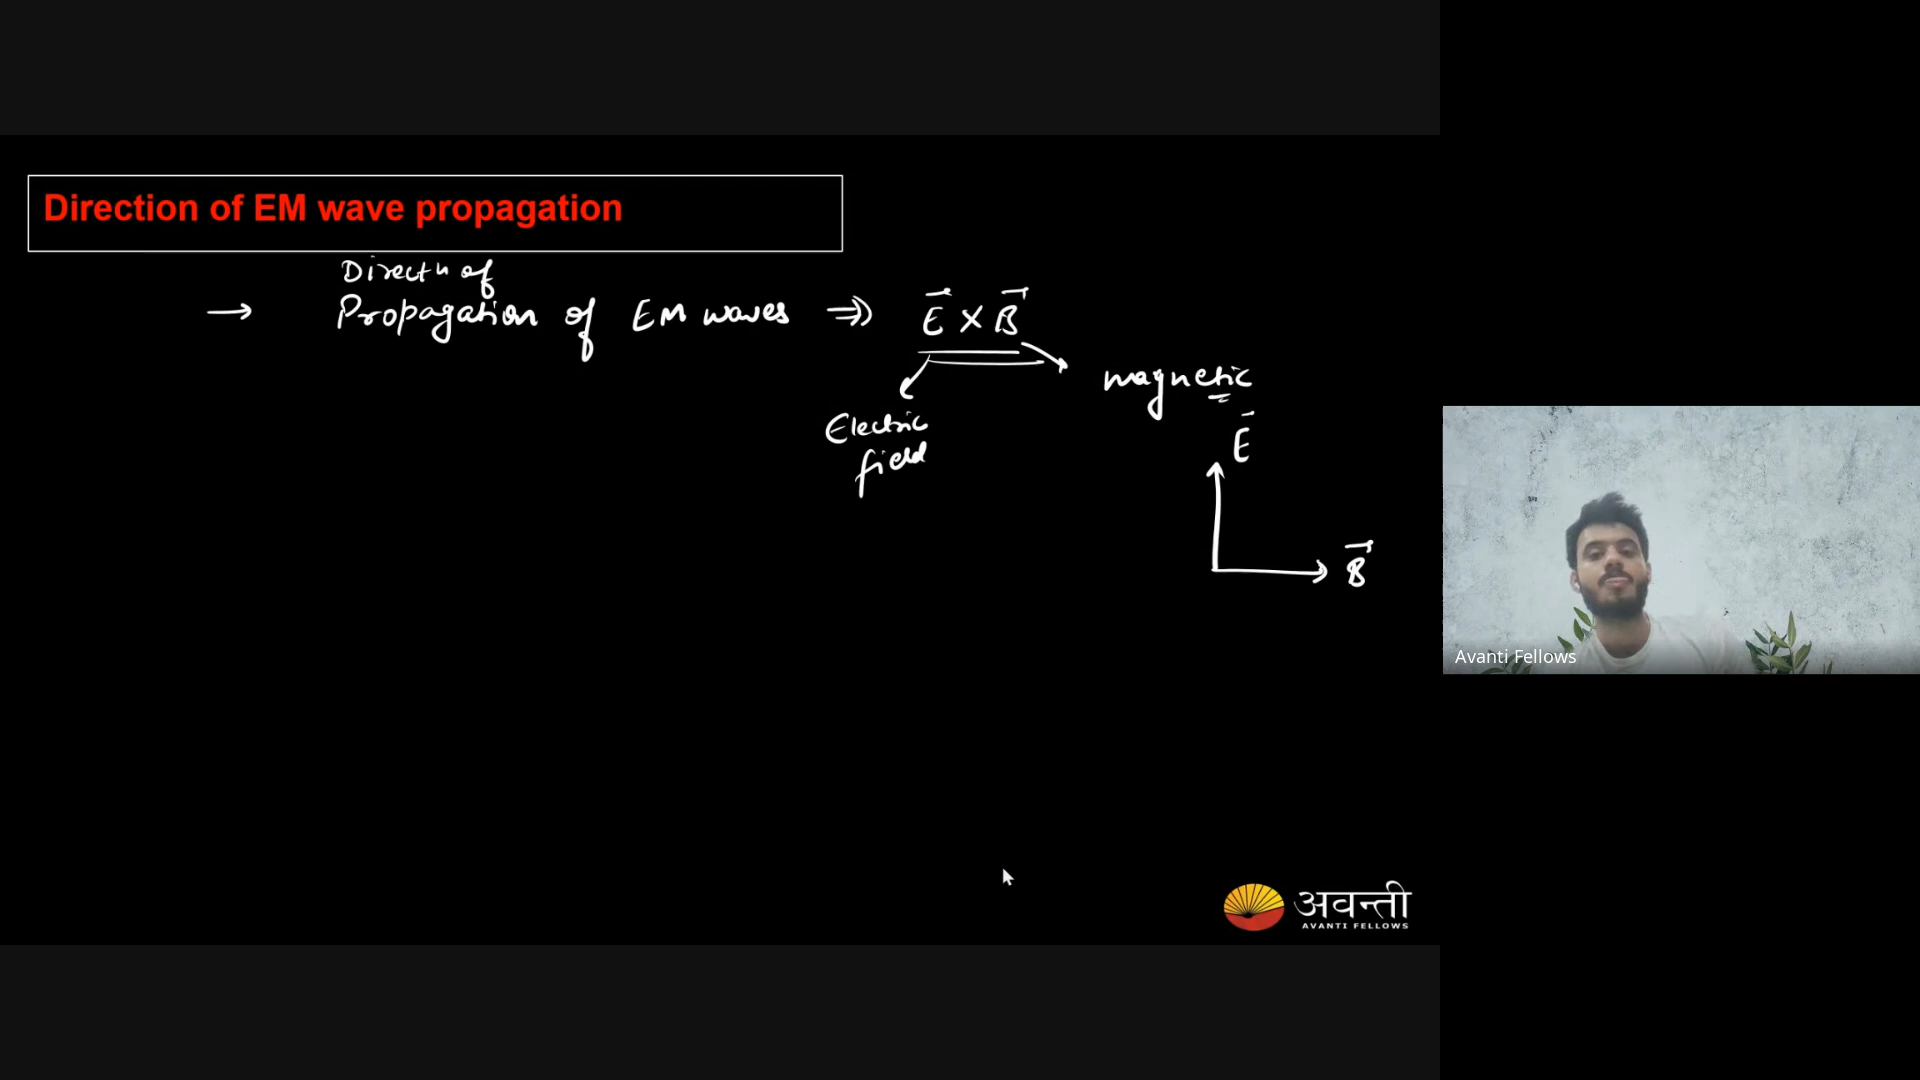 Direction of EM wave propagation
Directn of
→ Propagation of EM waves ⇒ E⃗ × B⃗
magnetic
Electric
field
E⃗
B⃗
Avanti Fellows
अवन्ती
AVANTI FELLOWS